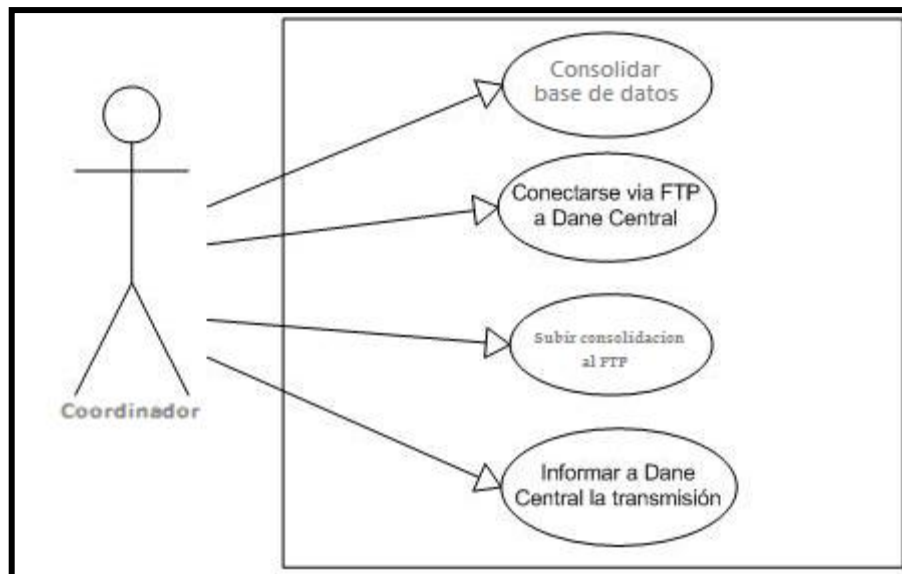 Consolidar
base de datos
Conectarse via FTP
a Dane Central
Subir consolidacion
al FTP
Coordinador
Informar a Dane
Central la transmisión